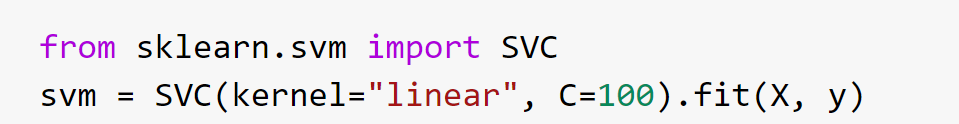 from sklearn.svm import SVC
svm = SVC(kernel="linear", C=100).fit(X, y)